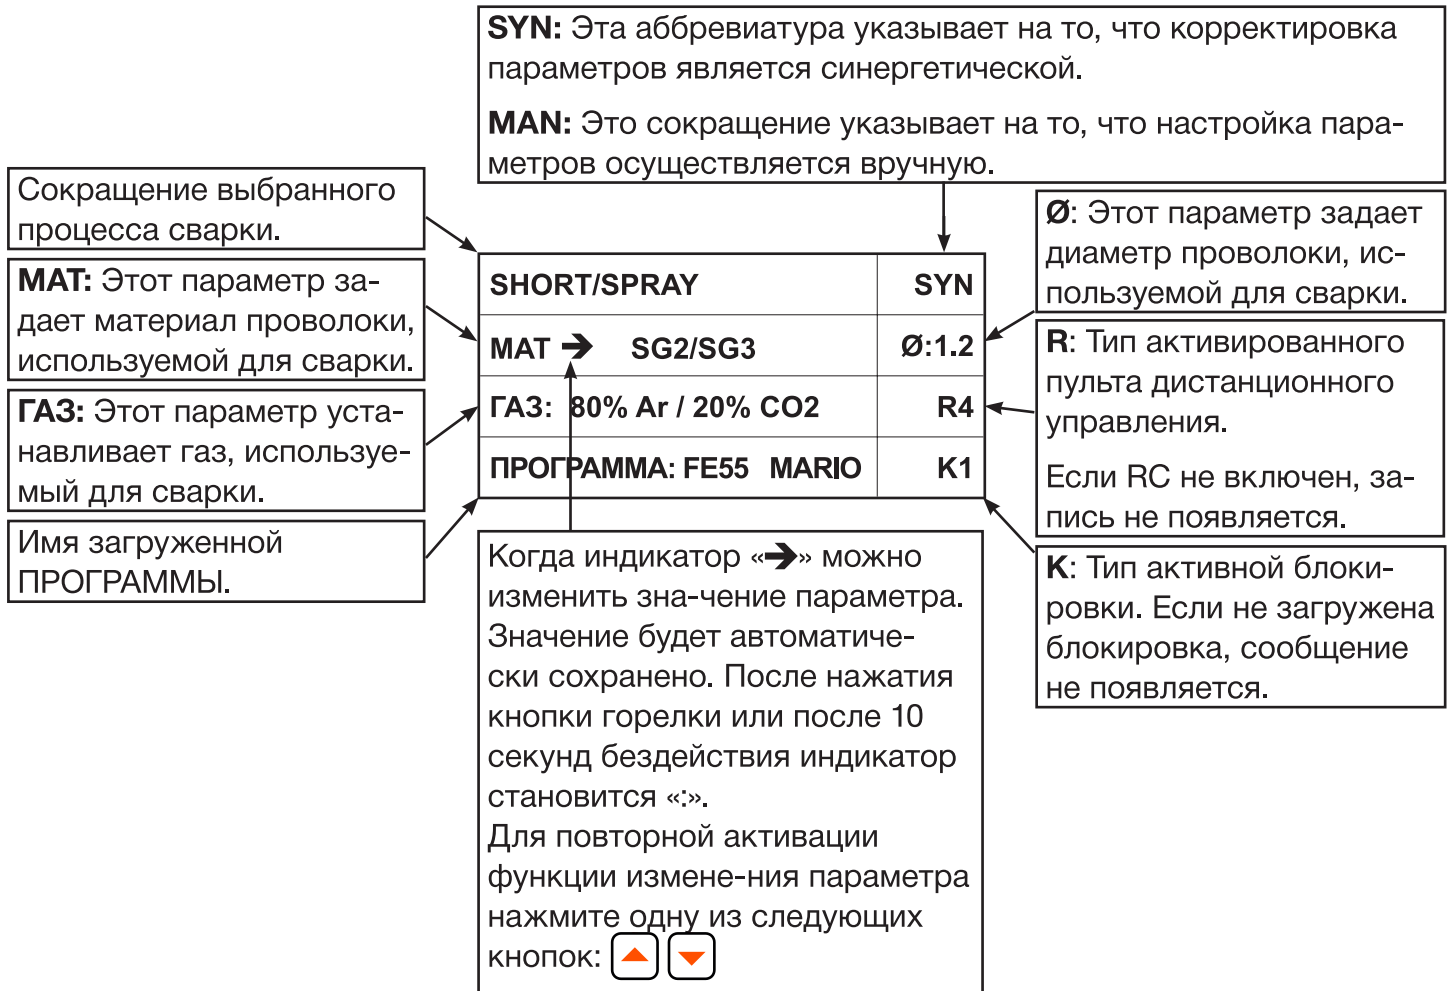 SYN: Эта аббревиатура указывает на то, что корректировка
параметров является синергетической.
MAN: Это сокращение указывает на то, что настройка пара-
метров осуществляется вручную.
Сокращение выбранного
процесса сварки.
MAT: Этот параметр за-
дает материал проволоки,
используемой для сварки.
ГАЗ: Этот параметр уста-
навливает газ, используе-
мый для сварки.
Имя загруженной
ПРОГРАММЫ.
SHORT/SPRAY SYN
MAT ➔ SG2/SG3 Ø:1.2
ГАЗ: 80% Ar / 20% CO2 R4
ПРОГРАММА: FE55 MARIO K1
Ø: Этот параметр задает
диаметр проволоки, ис-
пользуемой для сварки.
R: Тип активированного
пульта дистанционного
управления.
Если RC не включен, за-
пись не появляется.
K: Тип активной блоки-
ровки. Если не загружена
блокировка, сообщение
не появляется.
Когда индикатор «➔» можно
изменить зна-чение параметра.
Значение будет автоматиче-
ски сохранено. После нажатия
кнопки горелки или после 10
секунд бездействия индикатор
становится «:».
Для повторной активации
функции измене-ния параметра
нажмите одну из следующих
кнопок: